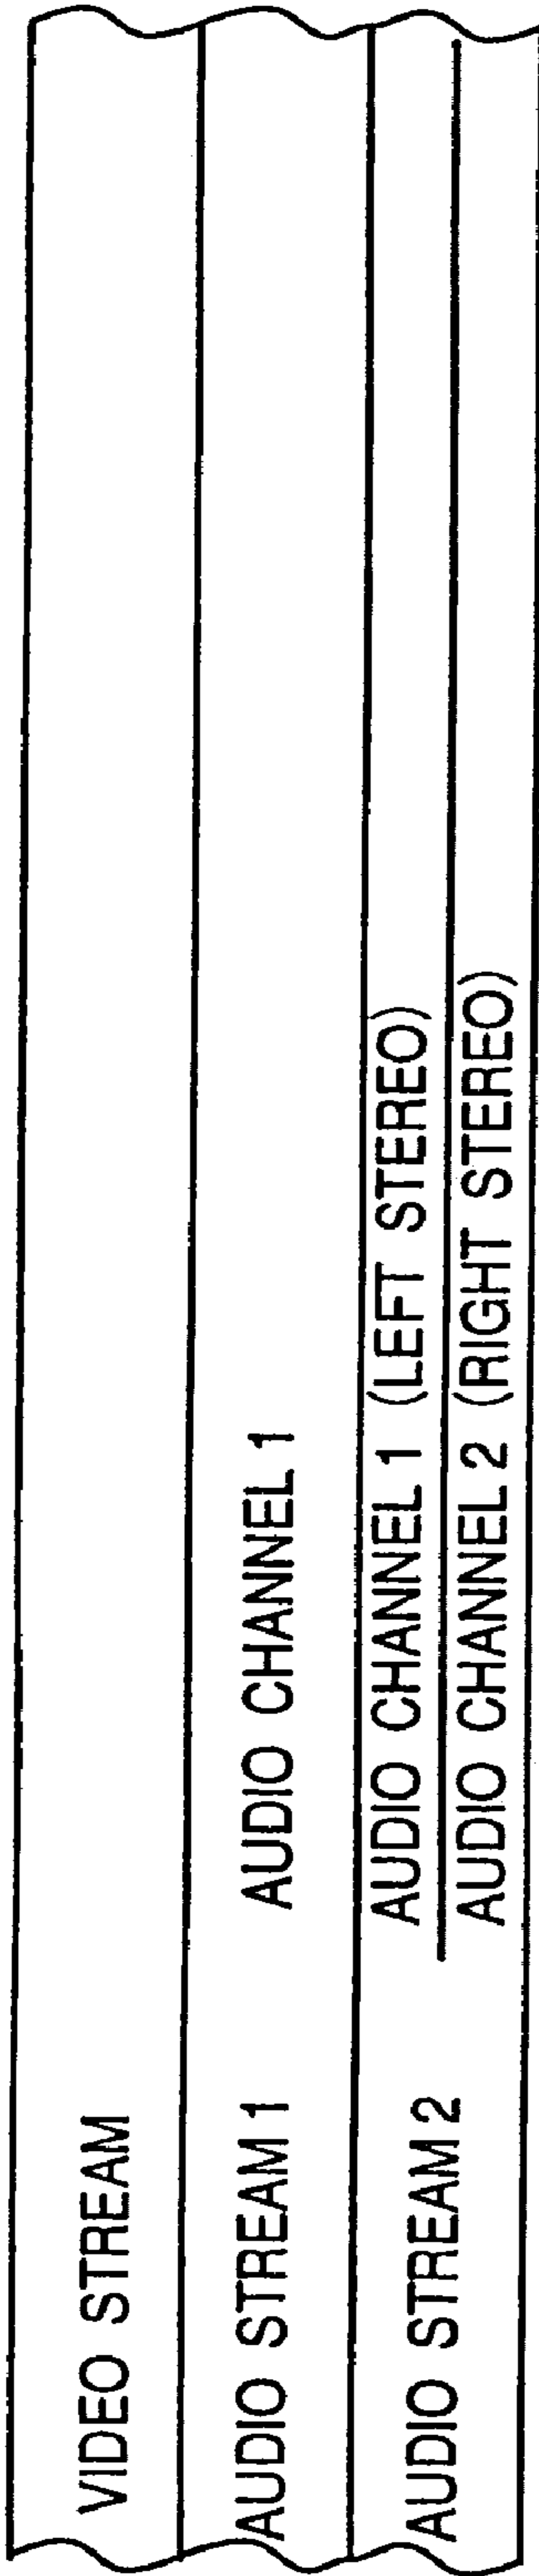 VIDEO STREAM
AUDIO STREAM 1 AUDIO CHANNEL 1
AUDIO STREAM 2 AUDIO CHANNEL 1 (LEFT STEREO)
AUDIO CHANNEL 2 (RIGHT STEREO)